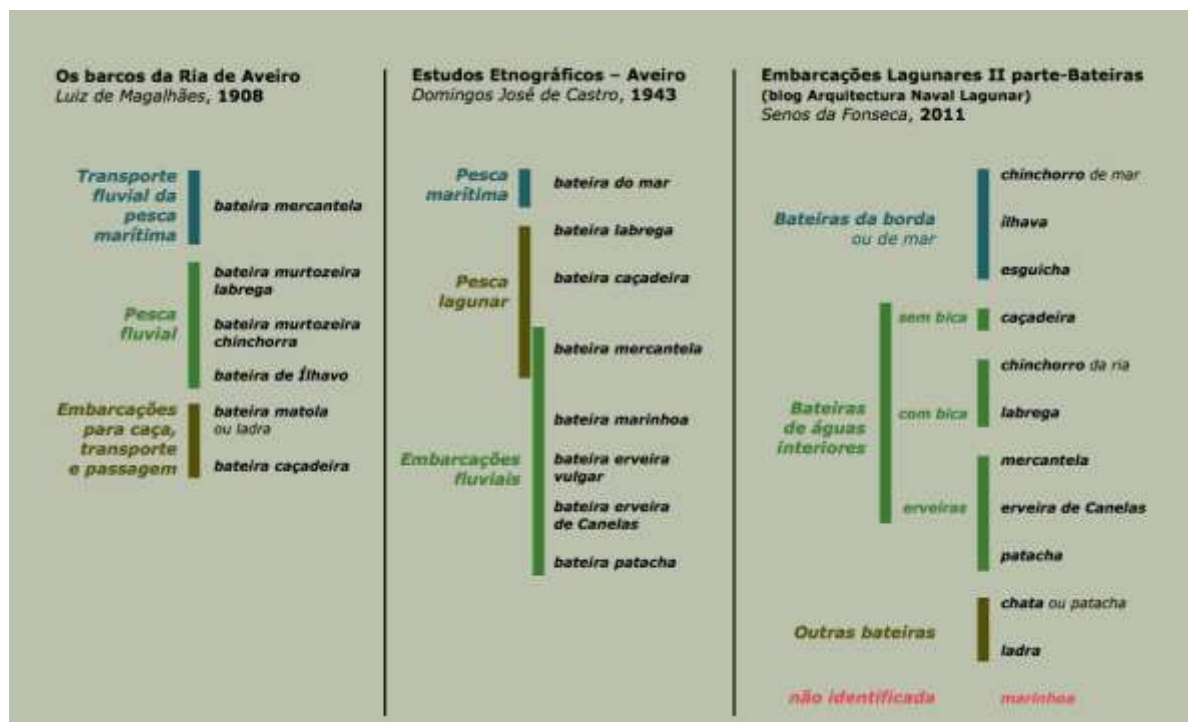 Os barcos da Ria de Aveiro
Luiz de Magalhães, 1908
Transporte
fluvial da
pesca
marítima
bateira mercantela
Pesca
fluvial
bateira murtozeira
labrega
bateira murtozeira
chinchorra
bateira de Ílhavo
Embarcações
para caça,
transporte
e passagem
bateira matola
ou ladra
bateira caçadeira
Estudos Etnográficos – Aveiro
Domingos José de Castro, 1943
Pesca
marítima
bateira do mar
Pesca
lagunar
bateira labrega
bateira caçadeira
bateira mercantela
Embarcações
fluviais
bateira marinhoa
bateira erveira
vulgar
bateira erveira
de Canelas
bateira patacha
Embarcações Lagunares II parte-Bateiras
(blog Arquitectura Naval Lagunar)
Senos da Fonseca, 2011
Bateiras da borda
ou de mar
chinchorro de mar
ílhava
esguicha
Bateiras
de águas
interiores
sem bica
caçadeira
com bica
chinchorro da ria
labrega
erveiras
mercantela
erveira de Canelas
patacha
Outras bateiras
chata ou patacha
ladra
não identificada
marinhoa